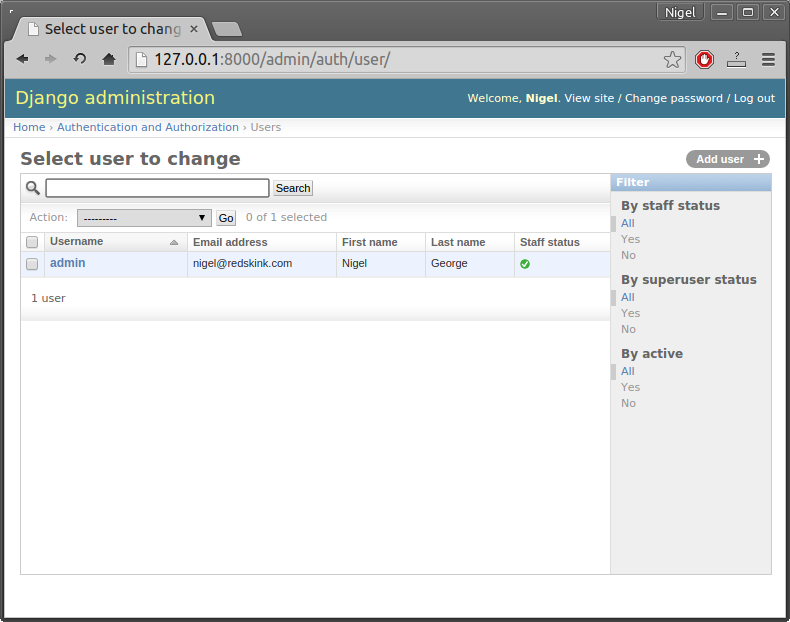 Nigel
Select user to chang
127.0.0.1:8000/admin/auth/user/
?
Django administration
Welcome, Nigel. View site / Change password / Log out
Home › Authentication and Authorization › Users
Select user to change
Add user +
Search
Action: --------- Go 0 of 1 selected
Username Email address First name Last name Staff status
admin nigel@redskink.com Nigel George
1 user
Filter
By staff status
All
Yes
No
By superuser status
All
Yes
No
By active
All
Yes
No